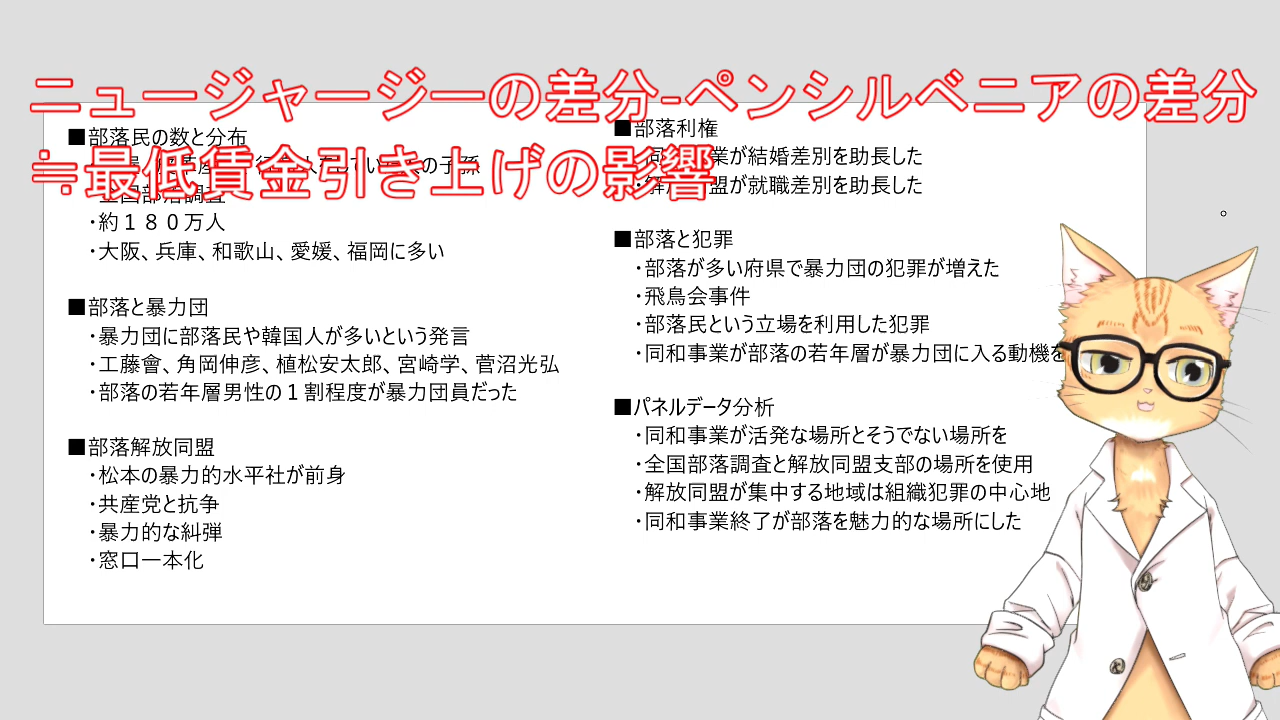 ニュージャージーの差分-ペンシルベニアの差分
≒最低賃金引き上げの影響
■部落民の数と分布
の子孫
・約１８０万人
・大阪、兵庫、和歌山、愛媛、福岡に多い
■部落と暴力団
・暴力団に部落民や韓国人が多いという発言
・工藤會、角岡伸彦、植松安太郎、宮崎学、菅沼光弘
・部落の若年層男性の１割程度が暴力団員だった
■部落解放同盟
・松本の暴力的水平社が前身
・共産党と抗争
・暴力的な糾弾
・窓口一本化
■部落利権
業が結婚差別を助長した
盟が就職差別を助長した
■部落と犯罪
・部落が多い府県で暴力団の犯罪が増えた
・飛鳥会事件
・部落民という立場を利用した犯罪
・同和事業が部落の若年層が暴力団に入る動機を
■パネルデータ分析
・同和事業が活発な場所とそうでない場所を
・全国部落調査と解放同盟支部の場所を使用
・解放同盟が集中する地域は組織犯罪の中心地
・同和事業終了が部落を魅力的な場所にした